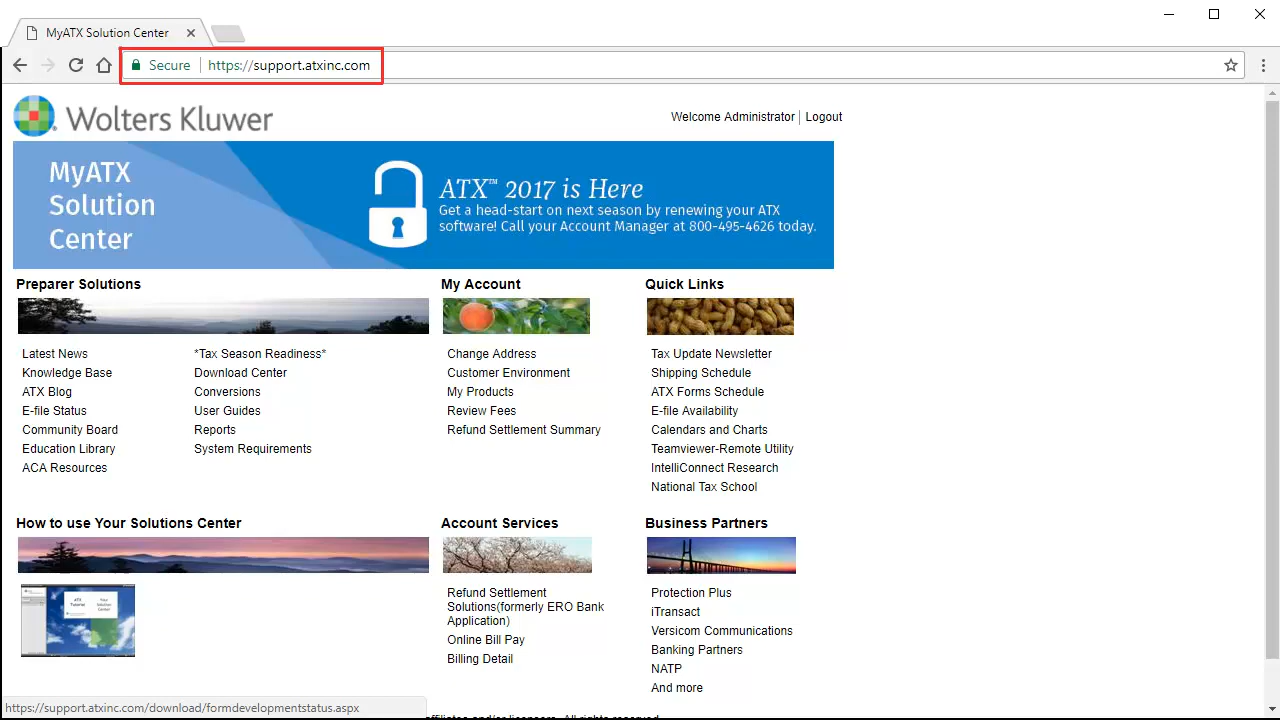 MyATX Solution Center
Secure
https://support.atxinc.com
Wolters Kluwer
Welcome Administrator | Logout
MyATX
Solution
Center
ATX™ 2017 is Here
Get a head-start on next season by renewing your ATX
software! Call your Account Manager at 800-495-4626 today.
Preparer Solutions
Latest News
Knowledge Base
ATX Blog
E-file Status
Community Board
Education Library
ACA Resources
*Tax Season Readiness*
Download Center
Conversions
User Guides
Reports
System Requirements
My Account
Change Address
Customer Environment
My Products
Review Fees
Refund Settlement Summary
Quick Links
Tax Update Newsletter
Shipping Schedule
ATX Forms Schedule
E-file Availability
Calendars and Charts
Teamviewer-Remote Utility
IntelliConnect Research
National Tax School
How to use Your Solutions Center
ATX
Tutorial
Your
Solution
Center
Account Services
Refund Settlement
Solutions(formerly ERO Bank
Application)
Online Bill Pay
Billing Detail
Business Partners
Protection Plus
iTransact
Versicom Communications
Banking Partners
NATP
And more
https://support.atxinc.com/download/formdevelopmentstatus.aspx
affiliates and/or licensors. All rights reserved.